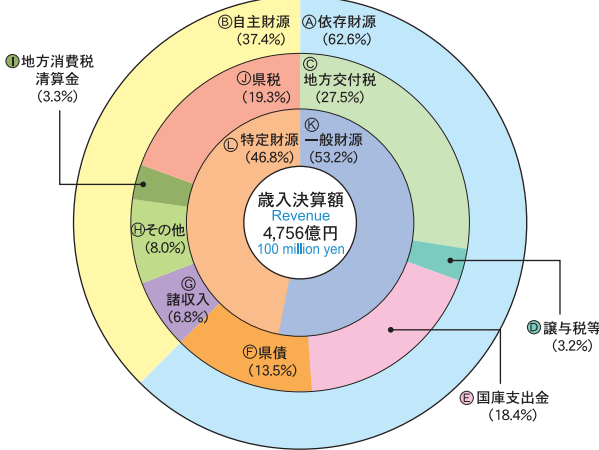 Ⓑ自主財源
(37.4%)
Ⓐ依存財源
(62.6%)
Ⓘ地方消費税
清算金
(3.3%)
Ⓙ県税
(19.3%)
Ⓒ
地方交付税
(27.5%)
Ⓛ特定財源
(46.8%)
Ⓚ
一般財源
(53.2%)
歳入決算額
Revenue
4,756億円
100 million yen
Ⓗその他
(8.0%)
Ⓖ
諸収入
(6.8%)
Ⓕ県債
(13.5%)
Ⓓ譲与税等
(3.2%)
Ⓔ国庫支出金
(18.4%)